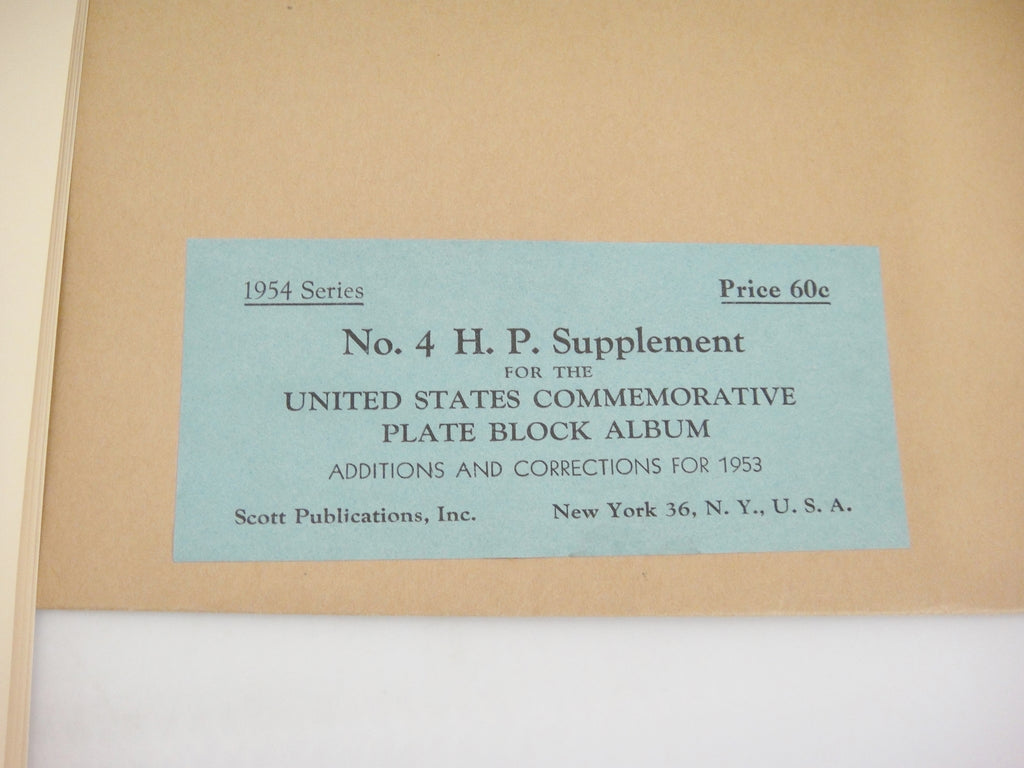 1954 Series Price 60c
No. 4 H. P. Supplement
FOR THE
UNITED STATES COMMEMORATIVE
PLATE BLOCK ALBUM
ADDITIONS AND CORRECTIONS FOR 1953
Scott Publications, Inc. New York 36, N. Y., U. S. A.